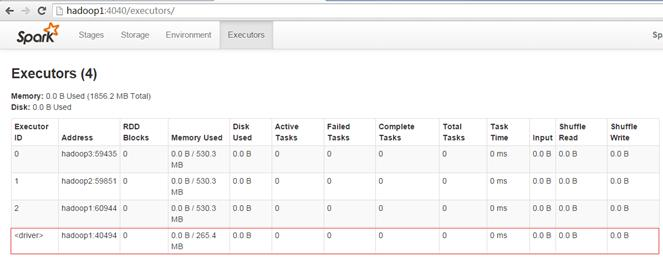 hadoop1:4040/executors/
Spark Stages Storage Environment Executors Sp
Executors (4)
Memory: 0.0 B Used (1856.2 MB Total)
Disk: 0.0 B Used
Executor ID Address RDD Blocks Memory Used Disk Used Active Tasks Failed Tasks Complete Tasks Total Tasks Task Time Input Shuffle Read Shuffle Write
0 hadoop3:59435 0 0.0 B / 530.3 MB 0.0 B 0 0 0 0 0 ms 0.0 B 0.0 B 0.0 B
1 hadoop2:59851 0 0.0 B / 530.3 MB 0.0 B 0 0 0 0 0 ms 0.0 B 0.0 B 0.0 B
2 hadoop1:60944 0 0.0 B / 530.3 MB 0.0 B 0 0 0 0 0 ms 0.0 B 0.0 B 0.0 B
<driver> hadoop1:40494 0 0.0 B / 265.4 MB 0.0 B 0 0 0 0 0 ms 0.0 B 0.0 B 0.0 B